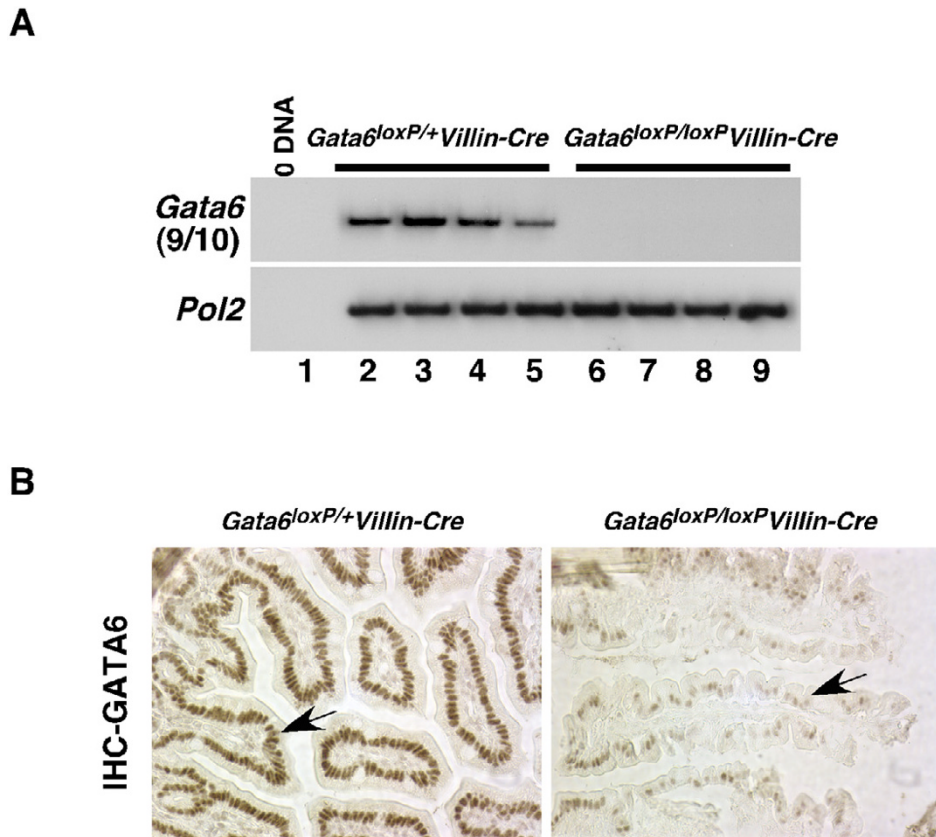 A
0 DNA
Gata6loxP/+Villin-Cre
Gata6loxP/loxPVillin-Cre
Gata6
(9/10)
Pol2
1 2 3 4 5 6 7 8 9
B
Gata6loxP/+Villin-Cre
Gata6loxP/loxPVillin-Cre
IHC-GATA6